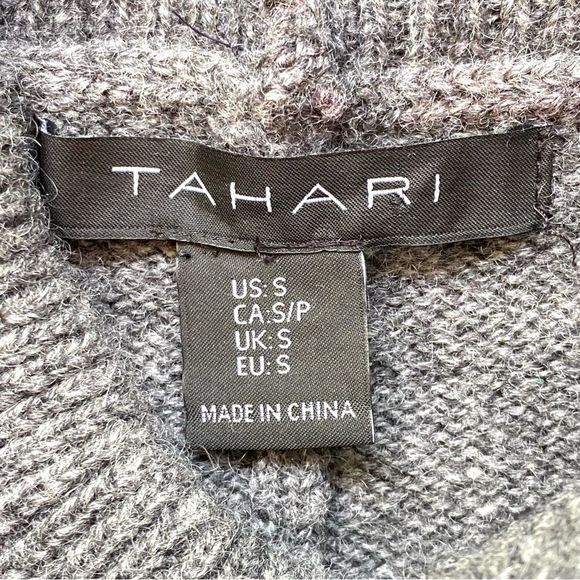 TAHARI
US: S
CA: S/P
UK: S
EU: S
MADE IN CHINA